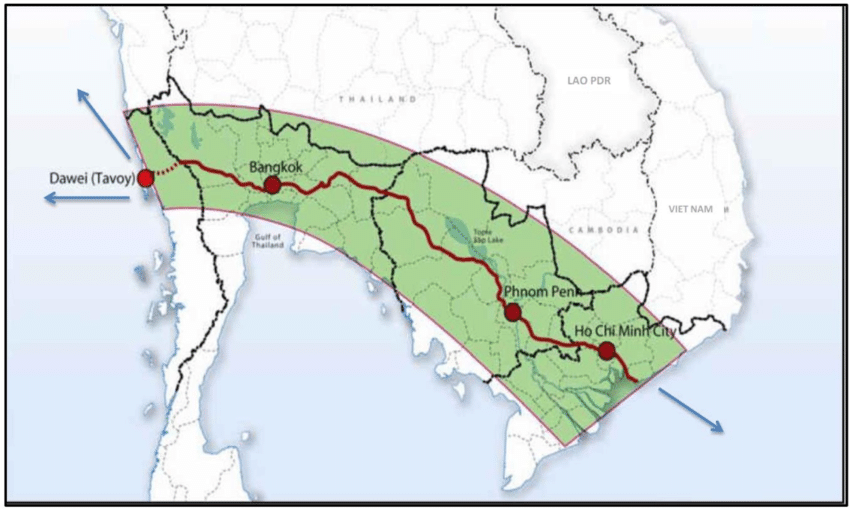 LAO PDR
THAILAND
Bangkok
Dawei (Tavoy)
VIET NAM
CAMBODIA
Gulf of
Thailand
Tonle
Sap Lake
Phnom Penh
Ho Chi Minh City